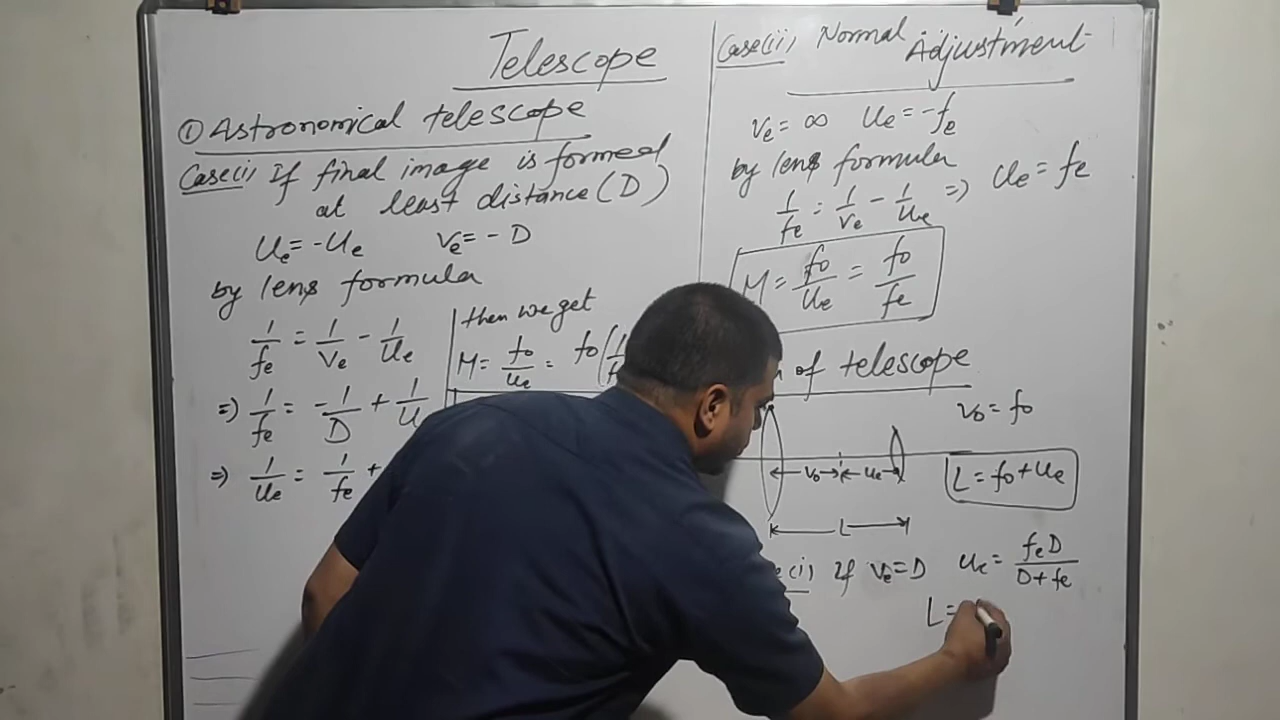 Telescope
① Astronomical telescope
Case(i) If final image is formed
at least distance (D)
Ue = -Ue Ve = - D
by lens formula
1/fe = 1/Ve - 1/Ue
=) 1/fe = -1/D + 1/U
=) 1/Ue = 1/fe +
then we get
M = fo/Ue = fo(1/f
Case(ii) Normal Adjustment
Ve = ∞ Ue = -fe
by lens formula
1/fe = 1/Ve - 1/Ue =) Ue = fe
M = fo/Ue = fo/fe
of telescope
Vo = fo
Vo Ue
L = fo + Ue
L
e(i) If Ve = D Ue = feD/D+fe
L =